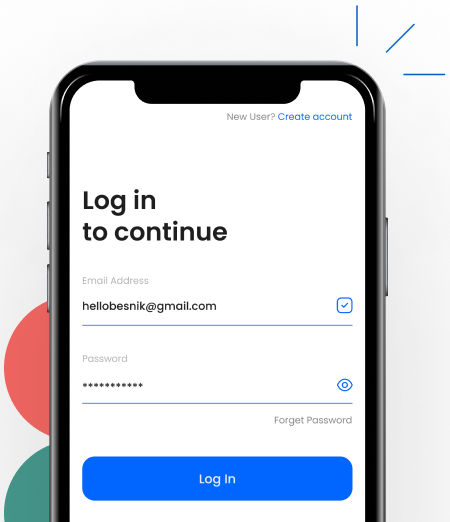 New User? Create account
Log in
to continue
Email Address
hellobesnik@gmail.com
Password
***********
Forget Password
Log In